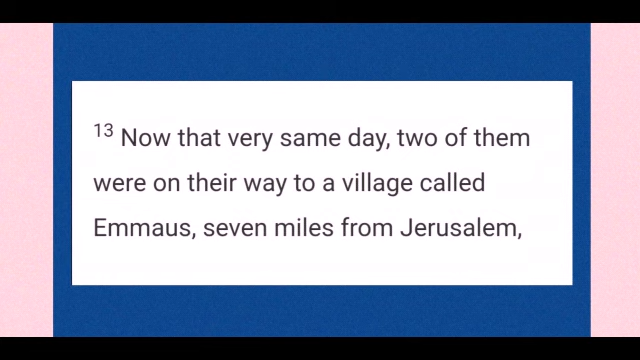 13 Now that very same day, two of them
were on their way to a village called
Emmaus, seven miles from Jerusalem,